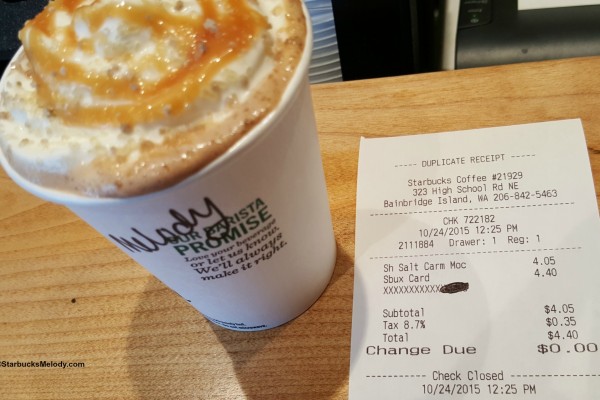 Melody
OUR BARISTA
PROMISE
Love your beverage
or let us know.
We'll always
make it right.
StarbucksMelody.com
----- DUPLICATE RECEIPT -----
Starbucks Coffee #21929
323 High School Rd NE
Bainbridge Island, WA 206-842-5463
CHK 722182
10/24/2015 12:25 PM
2111884 Drawer: 1 Reg: 1
Sh Salt Carm Moc 4.05
Sbux Card 4.40
XXXXXXXXXXX
Subtotal $4.05
Tax 8.7% $0.35
Total $4.40
Change Due $0.00
----- Check Closed -----
10/24/2015 12:25 PM